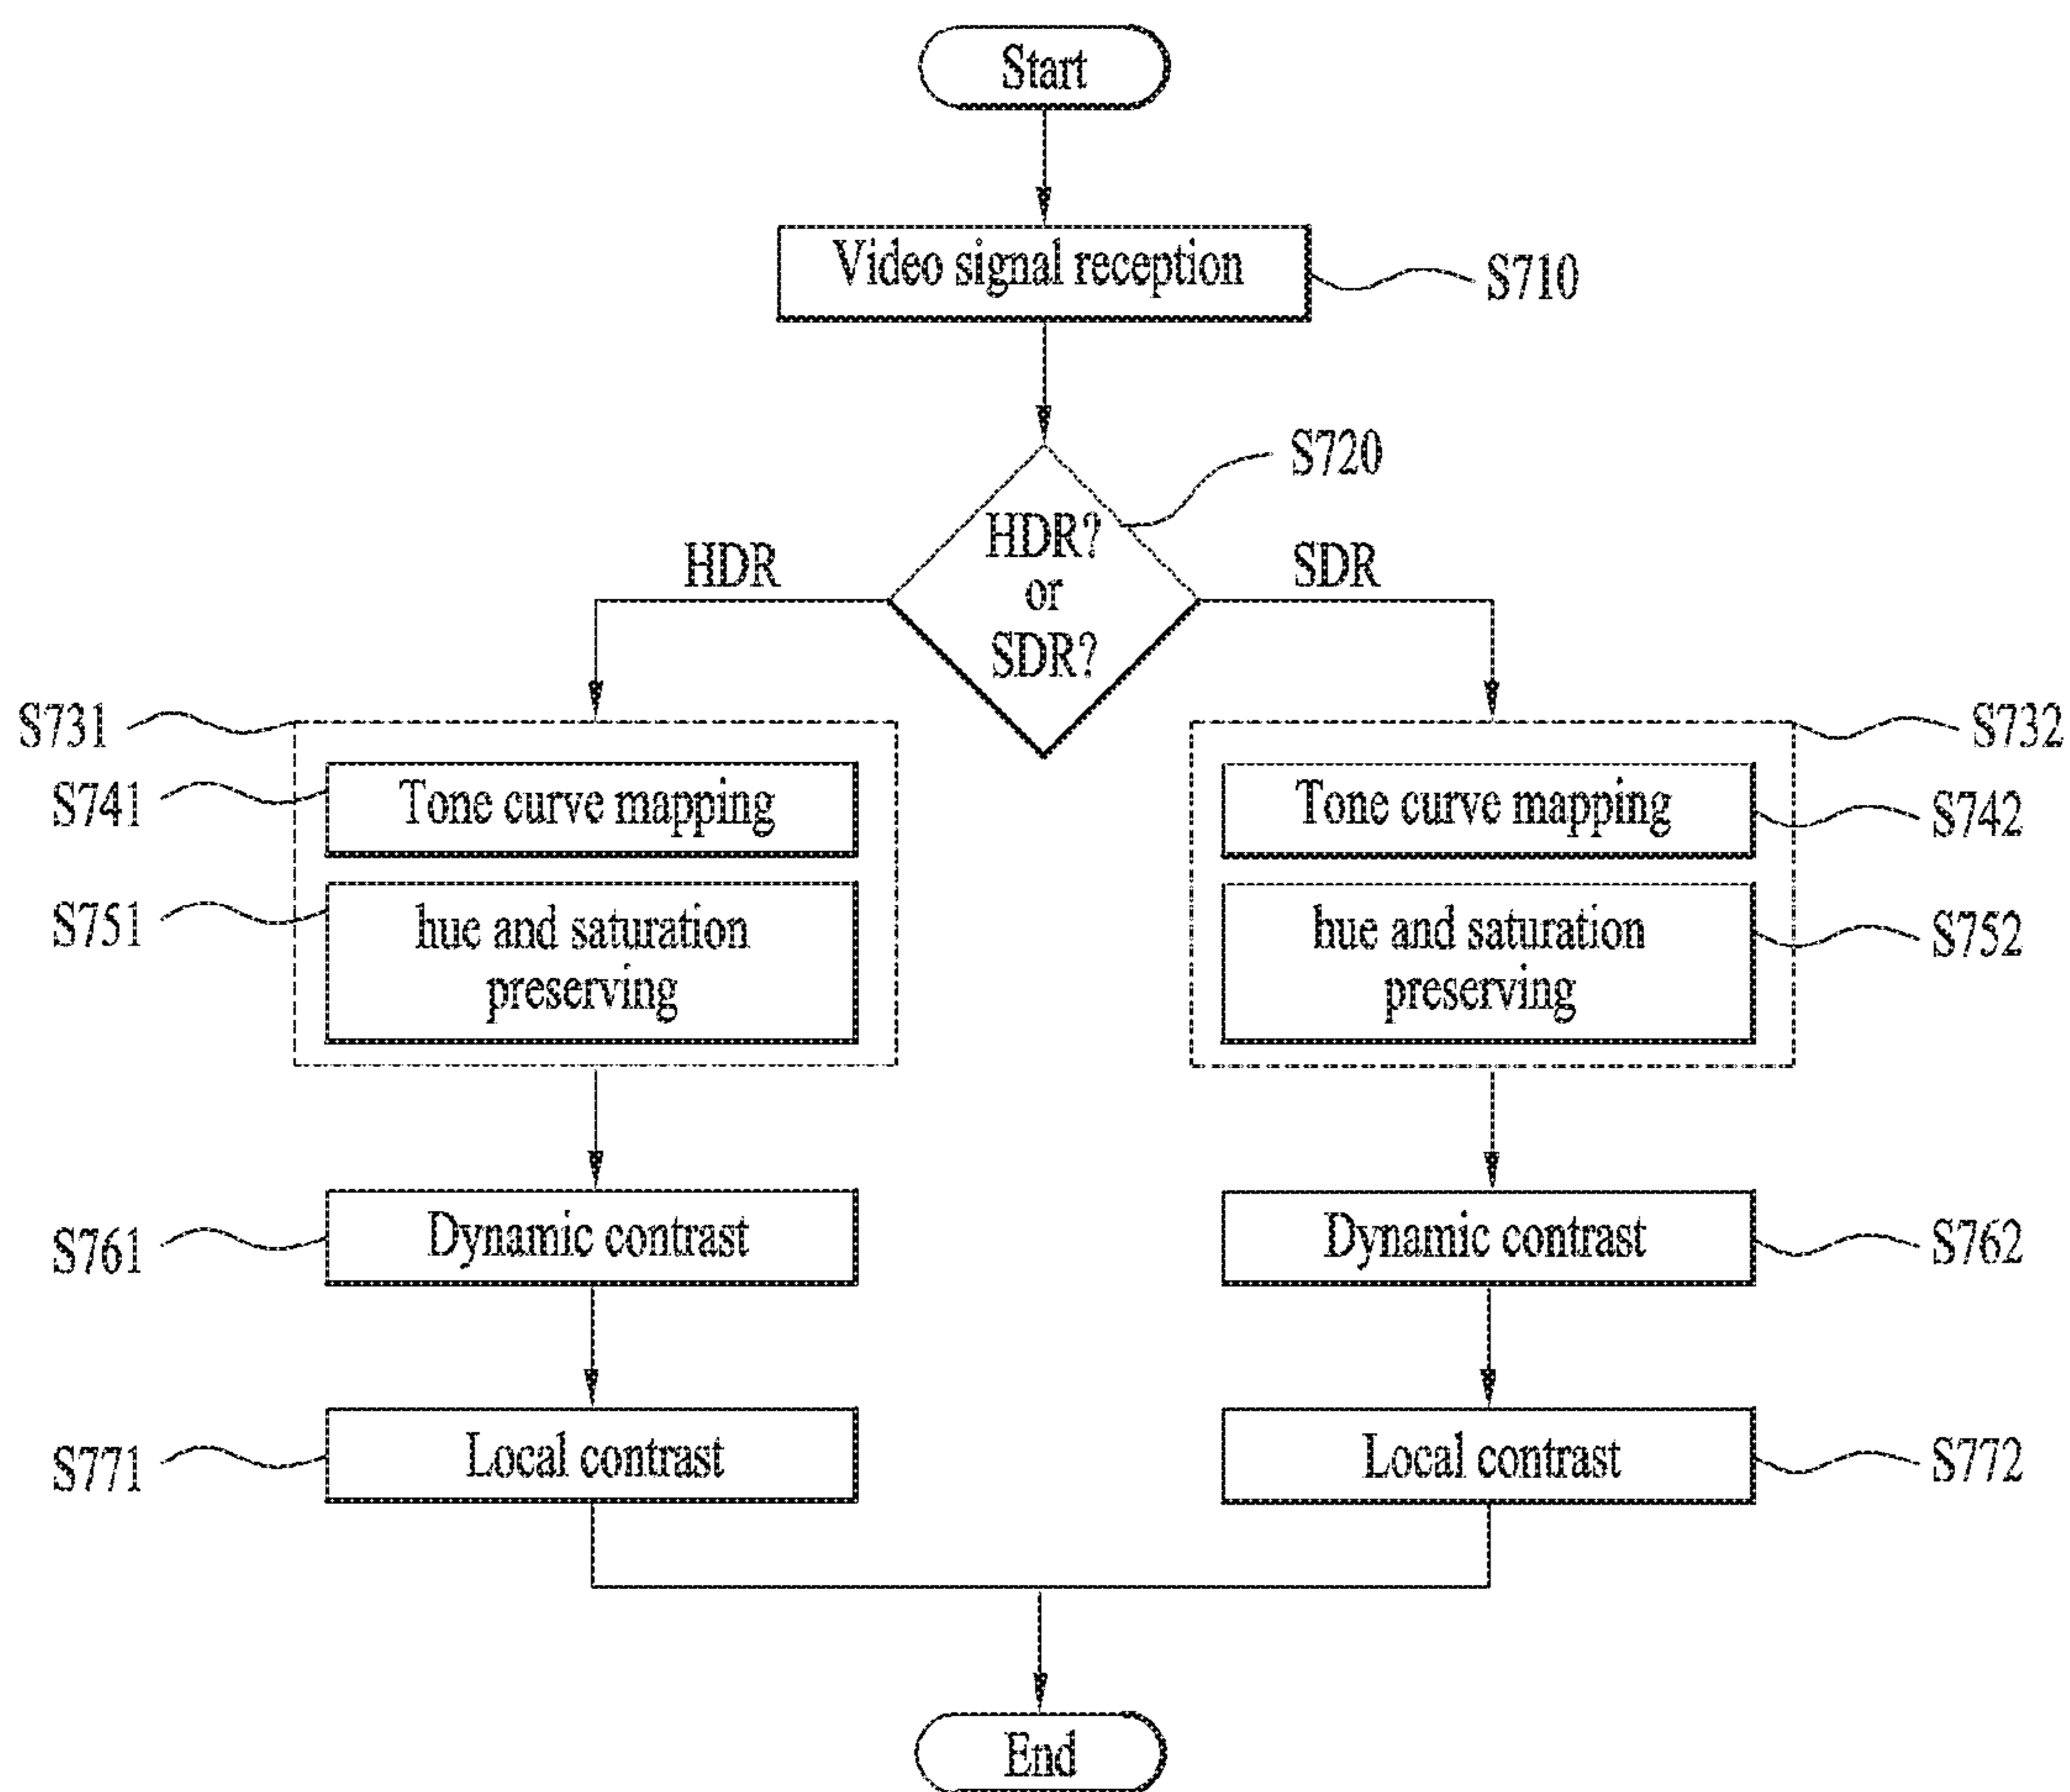 Start
Video signal reception
S710
S720
HDR?
or
SDR?
HDR
SDR
S731
S732
S741
Tone curve mapping
Tone curve mapping
S742
S751
hue and saturation
preserving
hue and saturation
preserving
S752
S761
Dynamic contrast
Dynamic contrast
S762
S771
Local contrast
Local contrast
S772
End